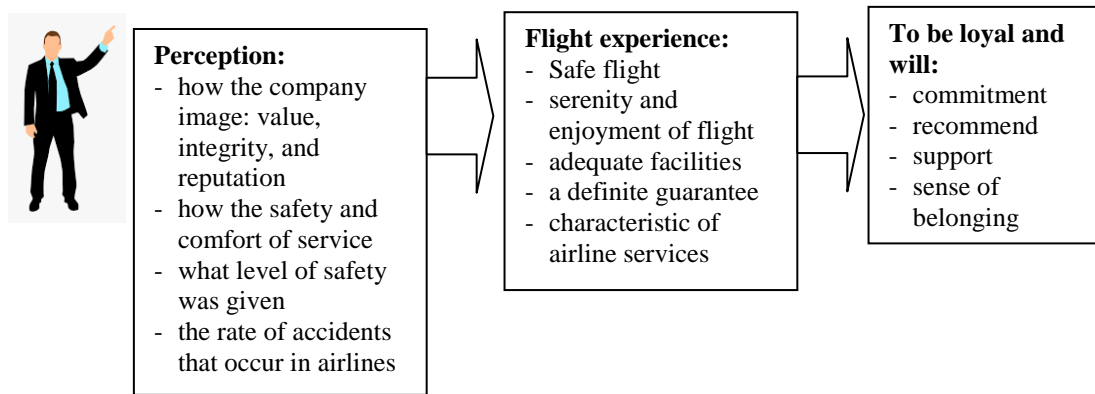 Perception:
- how the company
image: value,
integrity, and
reputation
- how the safety and
comfort of service
- what level of safety
was given
- the rate of accidents
that occur in airlines
Flight experience:
- Safe flight
- serenity and
enjoyment of flight
- adequate facilities
- a definite guarantee
- characteristic of
airline services
To be loyal and
will:
- commitment
- recommend
- support
- sense of
belonging